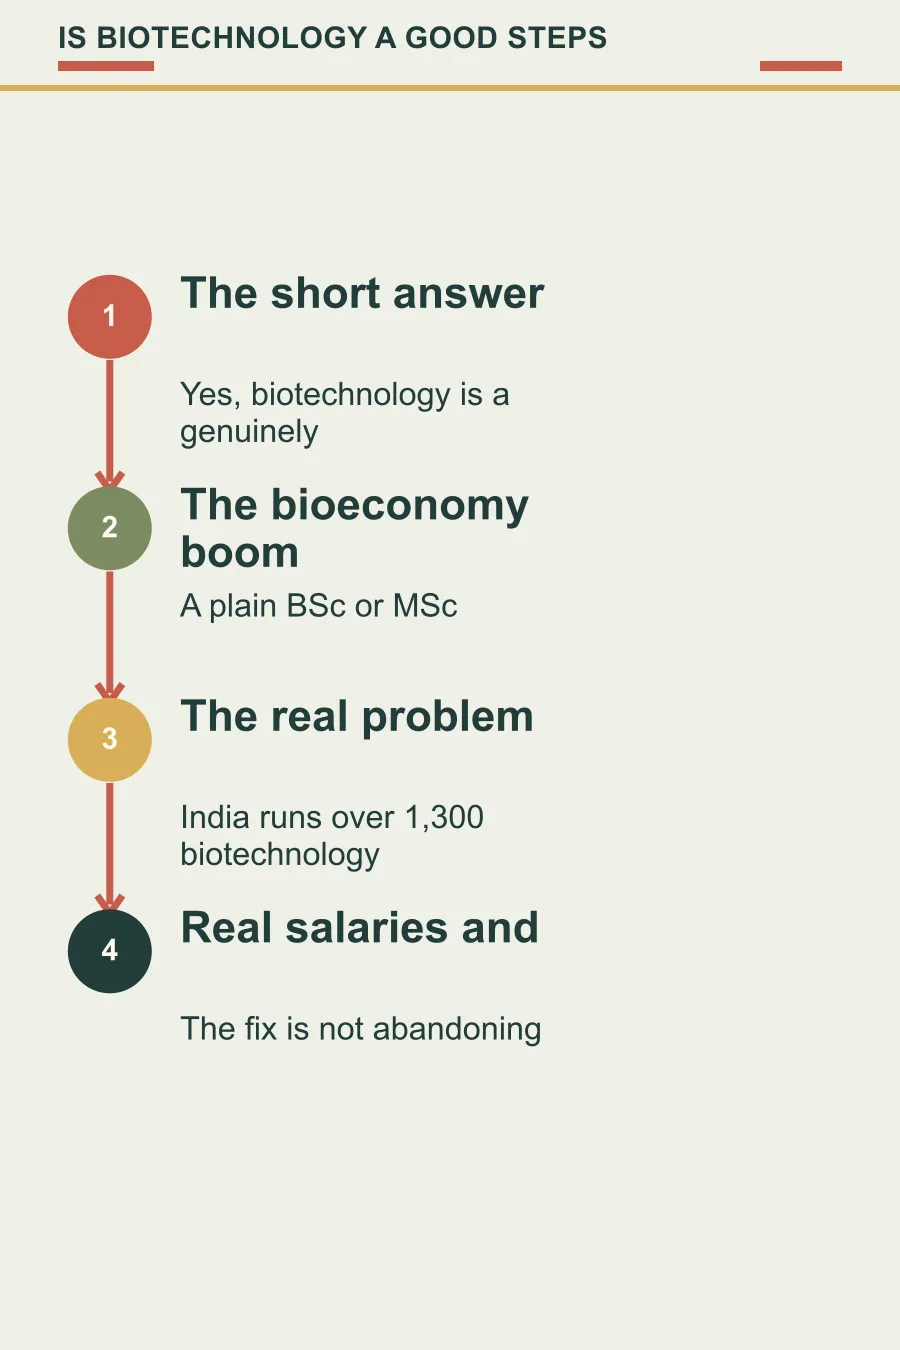 IS BIOTECHNOLOGY A GOOD STEPS
1
The short answer
Yes, biotechnology is a
genuinely
2
The bioeconomy
boom
A plain BSc or MSc
3
The real problem
India runs over 1,300
biotechnology
4
Real salaries and
The fix is not abandoning